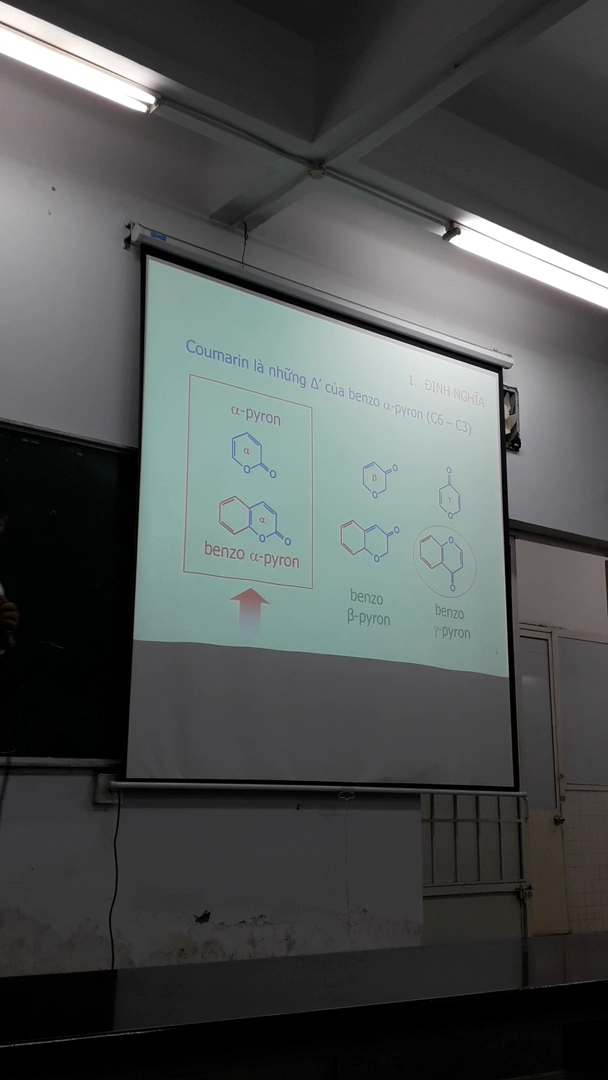 1. ĐỊNH NGHĨA
Coumarin là những Δ’ của benzo α-pyron (C6 – C3)
α-pyron
α
O
O
α
O
O
benzo α-pyron
β
O
O
O
O
benzo
β-pyron
O
γ
O
O
O
benzo
γ-pyron